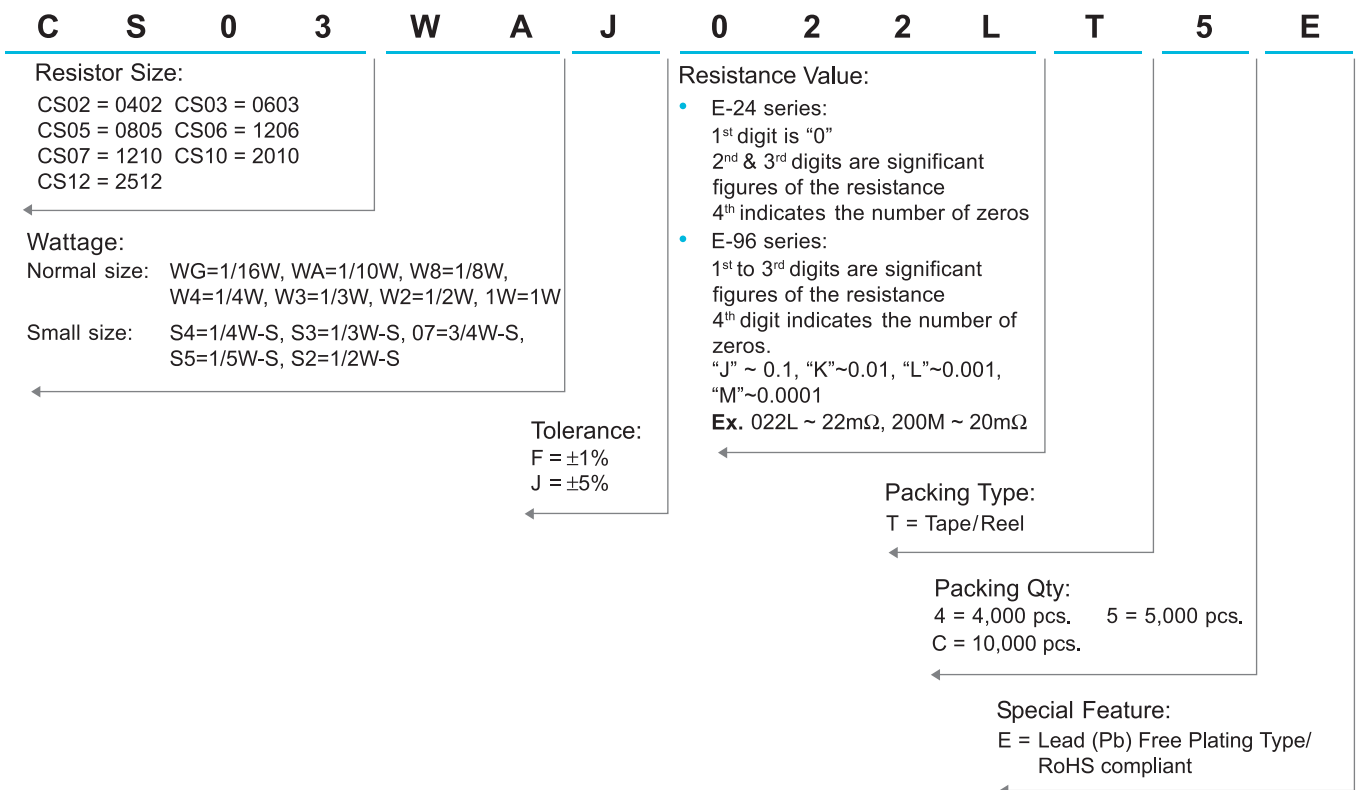 C S 0 3 W A J 0 2 2 L T 5 E
Resistor Size:
CS02 = 0402 CS03 = 0603
CS05 = 0805 CS06 = 1206
CS07 = 1210 CS10 = 2010
CS12 = 2512
Wattage:
Normal size: WG=1/16W, WA=1/10W, W8=1/8W,
W4=1/4W, W3=1/3W, W2=1/2W, 1W=1W
Small size: S4=1/4W-S, S3=1/3W-S, 07=3/4W-S,
S5=1/5W-S, S2=1/2W-S
Tolerance:
F = ±1%
J = ±5%
Resistance Value:
• E-24 series:
1st digit is “0”
2nd & 3rd digits are significant
figures of the resistance
4th indicates the number of zeros
• E-96 series:
1st to 3rd digits are significant
figures of the resistance
4th digit indicates the number of
zeros.
“J” ~ 0.1, “K”~0.01, “L”~0.001,
“M”~0.0001
Ex. 022L ~ 22mΩ, 200M ~ 20mΩ
Packing Type:
T = Tape/Reel
Packing Qty:
4 = 4,000 pcs. 5 = 5,000 pcs.
C = 10,000 pcs.
Special Feature:
E = Lead (Pb) Free Plating Type/
RoHS compliant